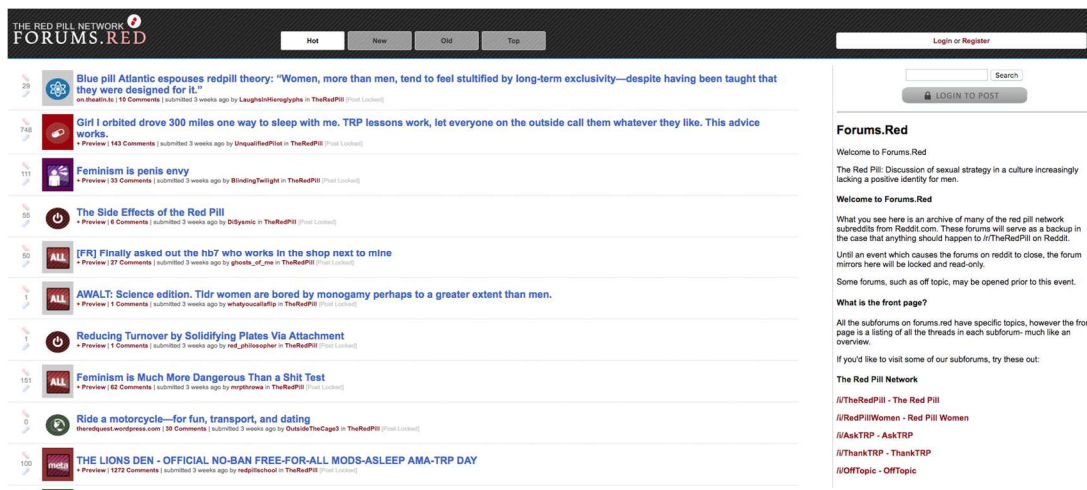 THE RED PILL NETWORK
FORUMS.RED
Hot
New
Old
Top
Login or Register
29
Blue pill Atlantic espouses redpill theory: “Women, more than men, tend to feel stultified by long-term exclusivity—despite having been taught that
they were designed for it.”
on.theatln.tc | 10 Comments | submitted 3 weeks ago by LaughsInHieroglyphs in TheRedPill [Post Locked]
748
Girl I orbited drove 300 miles one way to sleep with me. TRP lessons work, let everyone on the outside call them whatever they like. This advice
works.
+ Preview | 143 Comments | submitted 3 weeks ago by UnqualifiedPilot in TheRedPill [Post Locked]
111
Feminism is penis envy
+ Preview | 33 Comments | submitted 3 weeks ago by BlindingTwilight in TheRedPill [Post Locked]
55
The Side Effects of the Red Pill
+ Preview | 6 Comments | submitted 3 weeks ago by DiSysmic in TheRedPill [Post Locked]
50
ALL
[FR] Finally asked out the hb7 who works in the shop next to mine
+ Preview | 27 Comments | submitted 3 weeks ago by ghosts_of_me in TheRedPill [Post Locked]
1
ALL
AWALT: Science edition. Tldr women are bored by monogamy perhaps to a greater extent than men.
+ Preview | 1 Comments | submitted 3 weeks ago by whatyoucallaflip in TheRedPill [Post Locked]
1
Reducing Turnover by Solidifying Plates Via Attachment
+ Preview | 1 Comments | submitted 3 weeks ago by red_philosopher in TheRedPill [Post Locked]
151
ALL
Feminism is Much More Dangerous Than a Shit Test
+ Preview | 62 Comments | submitted 3 weeks ago by mrpthrowa in TheRedPill [Post Locked]
0
Ride a motorcycle—for fun, transport, and dating
theredquest.wordpress.com | 30 Comments | submitted 3 weeks ago by OutsideTheCage3 in TheRedPill [Post Locked]
100
meta
THE LIONS DEN - OFFICIAL NO-BAN FREE-FOR-ALL MODS-ASLEEP AMA-TRP DAY
+ Preview | 1272 Comments | submitted 3 weeks ago by redpillschool in TheRedPill [Post Locked]
Search
LOGIN TO POST
Forums.Red
Welcome to Forums.Red
The Red Pill: Discussion of sexual strategy in a culture increasingly
lacking a positive identity for men.
Welcome to Forums.Red
What you see here is an archive of many of the red pill network
subreddits from Reddit.com. These forums will serve as a backup in
the case that anything should happen to /r/TheRedPill on Reddit.
Until an event which causes the forums on reddit to close, the forum
mirrors here will be locked and read-only.
Some forums, such as off topic, may be opened prior to this event.
What is the front page?
All the subforums on forums.red have specific topics, however the fron
page is a listing of all the threads in each subforum- much like an
overview.
If you'd like to visit some of our subforums, try these out:
The Red Pill Network
/i/TheRedPill - The Red Pill
/i/RedPillWomen - Red Pill Women
/i/AskTRP - AskTRP
/i/ThankTRP - ThankTRP
/i/OffTopic - OffTopic